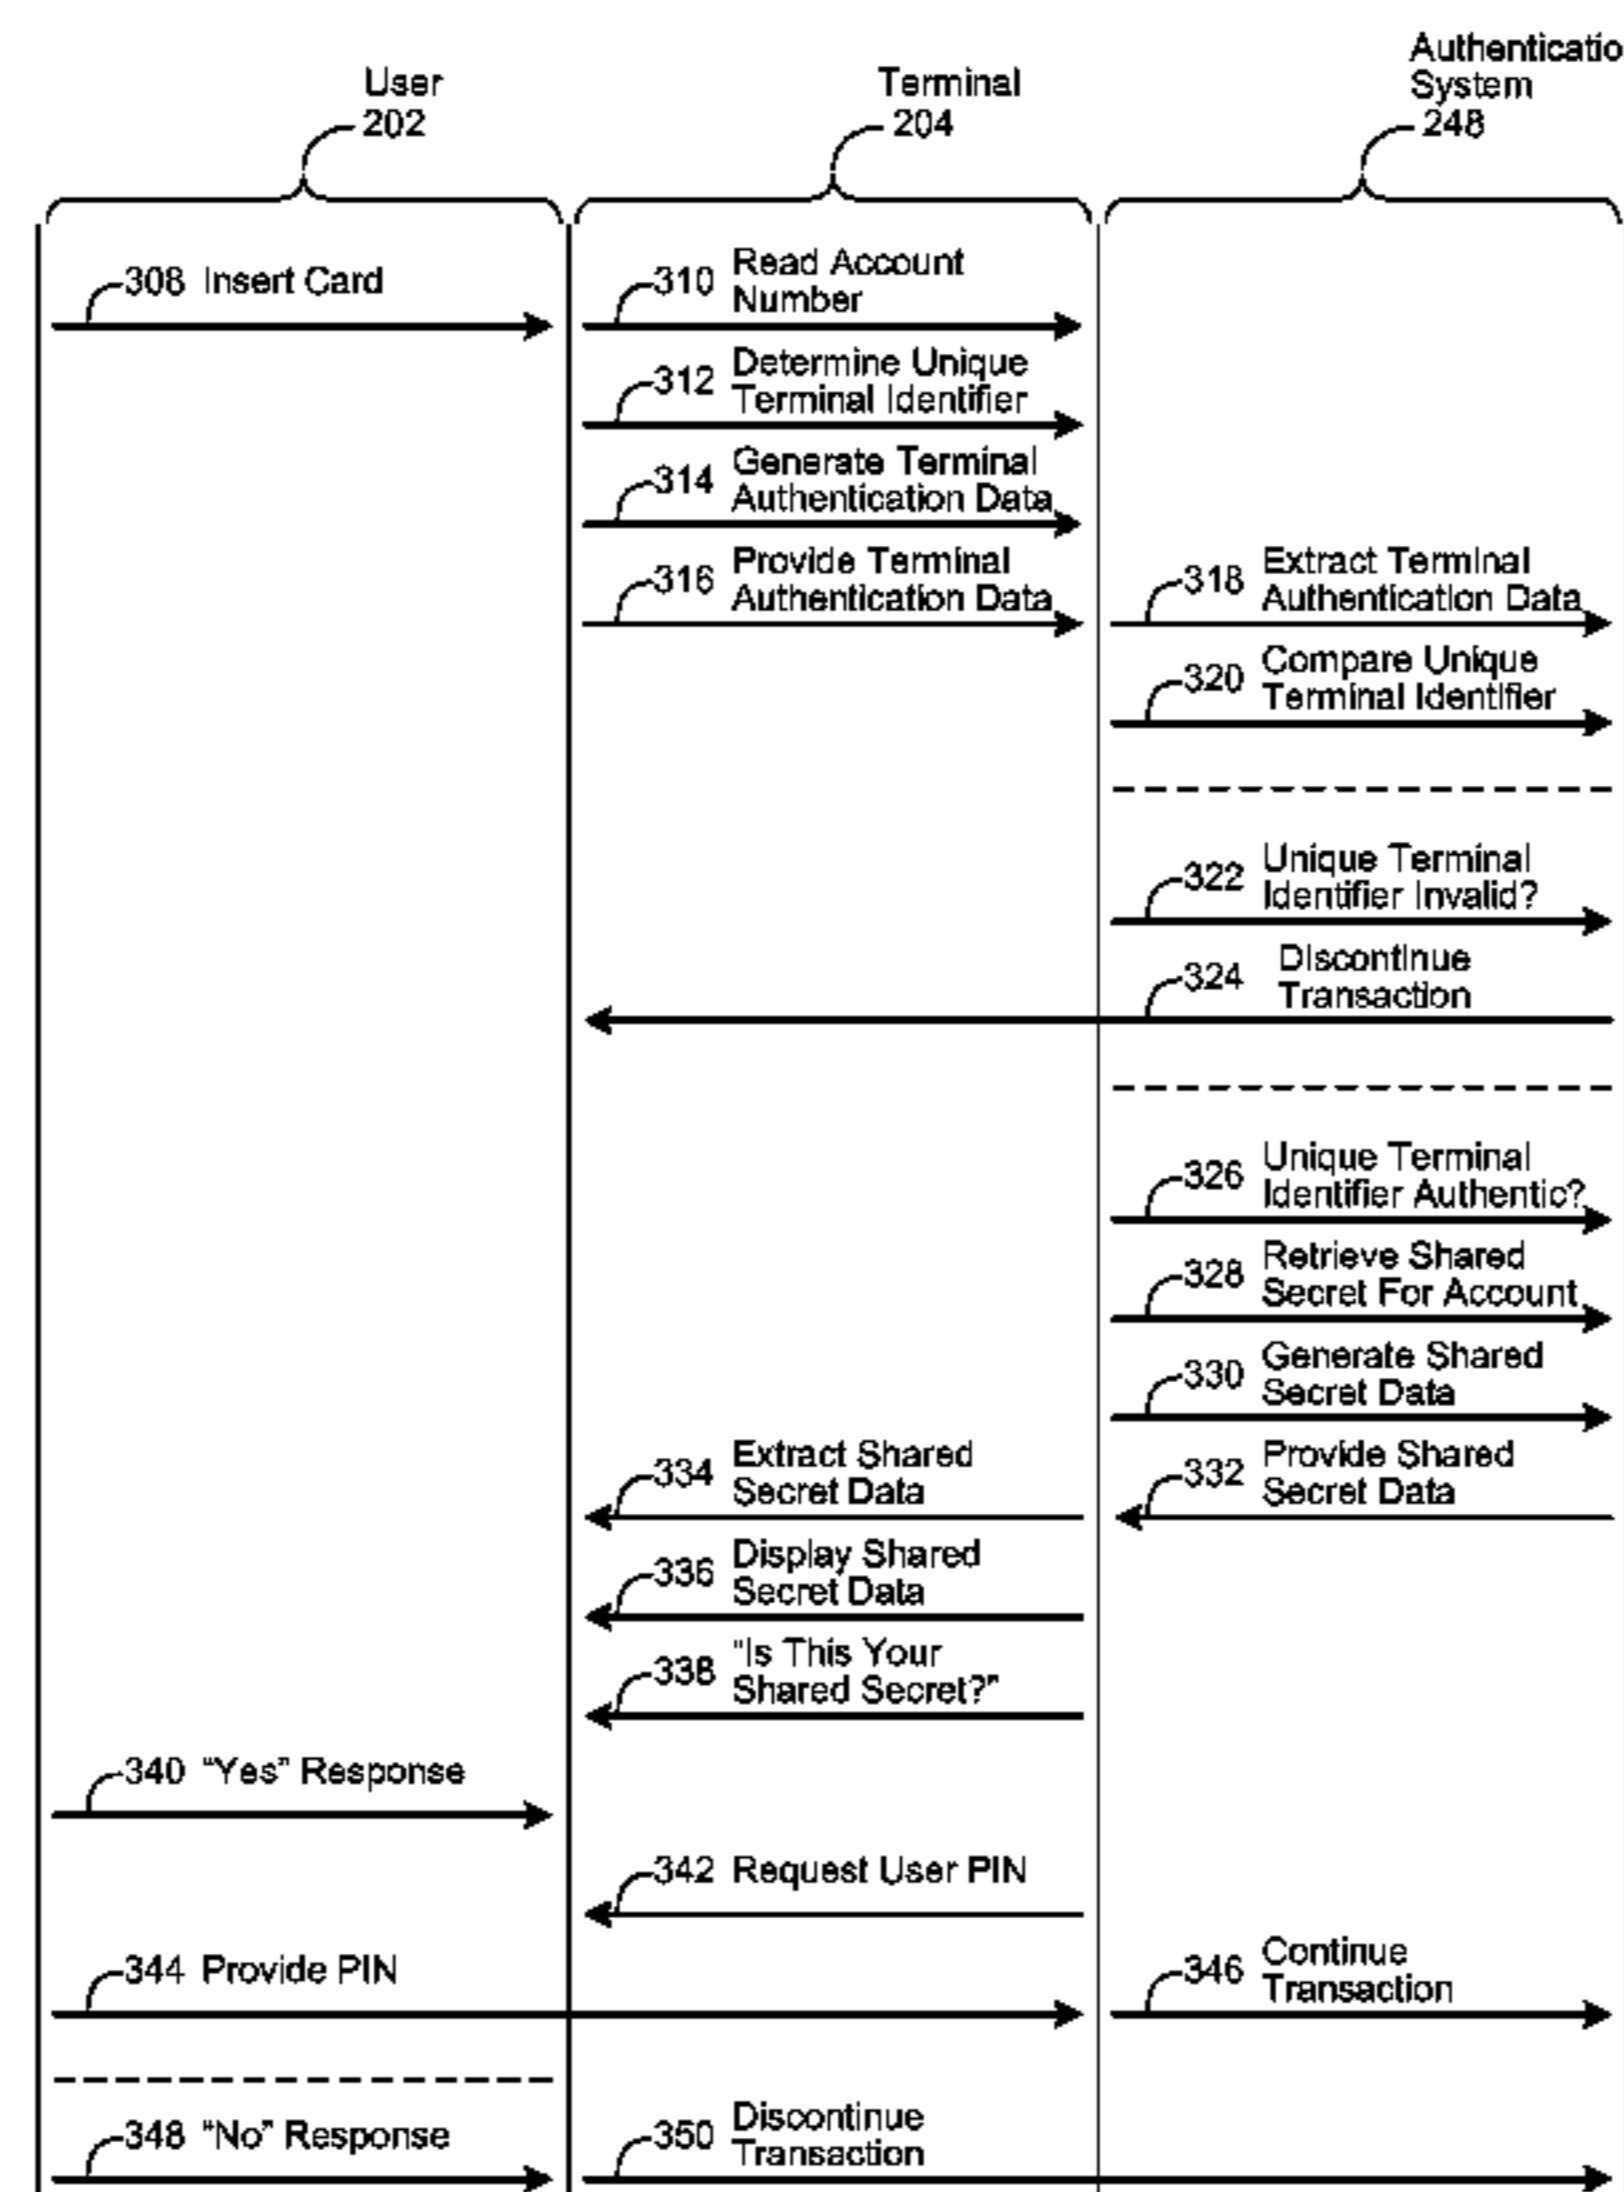 User
202
Terminal
204
Authenticatio
System
248
308 Insert Card
310 Read Account
Number
312 Determine Unique
Terminal Identifier
314 Generate Terminal
Authentication Data
316 Provide Terminal
Authentication Data
318 Extract Terminal
Authentication Data
320 Compare Unique
Terminal Identifier
322 Unique Terminal
Identifier Invalid?
324 Discontinue
Transaction
326 Unique Terminal
Identifier Authentic?
328 Retrieve Shared
Secret For Account
330 Generate Shared
Secret Data
332 Provide Shared
Secret Data
334 Extract Shared
Secret Data
336 Display Shared
Secret Data
338 "Is This Your
Shared Secret?"
340 "Yes" Response
342 Request User PIN
344 Provide PIN
346 Continue
Transaction
348 "No" Response
350 Discontinue
Transaction